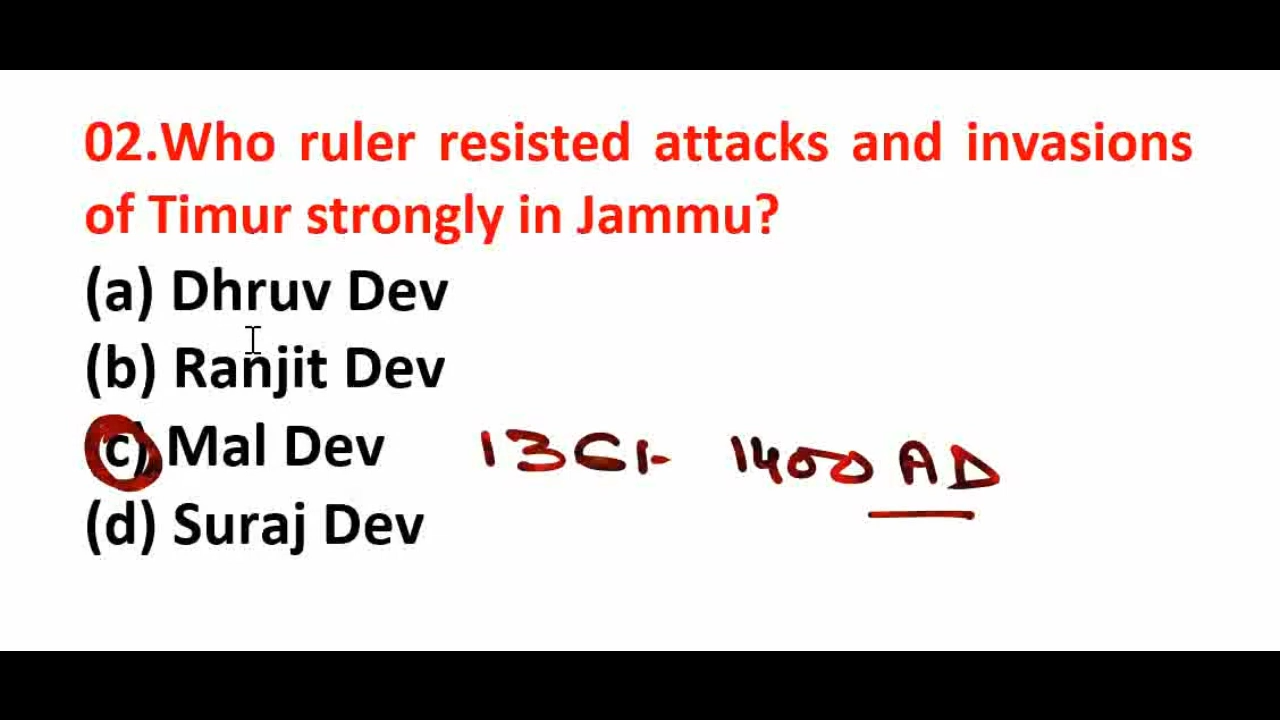 02.Who ruler resisted attacks and invasions
of Timur strongly in Jammu?
(a) Dhruv Dev
(b) Ranjit Dev
(c) Mal Dev 1361- 1400 AD
(d) Suraj Dev